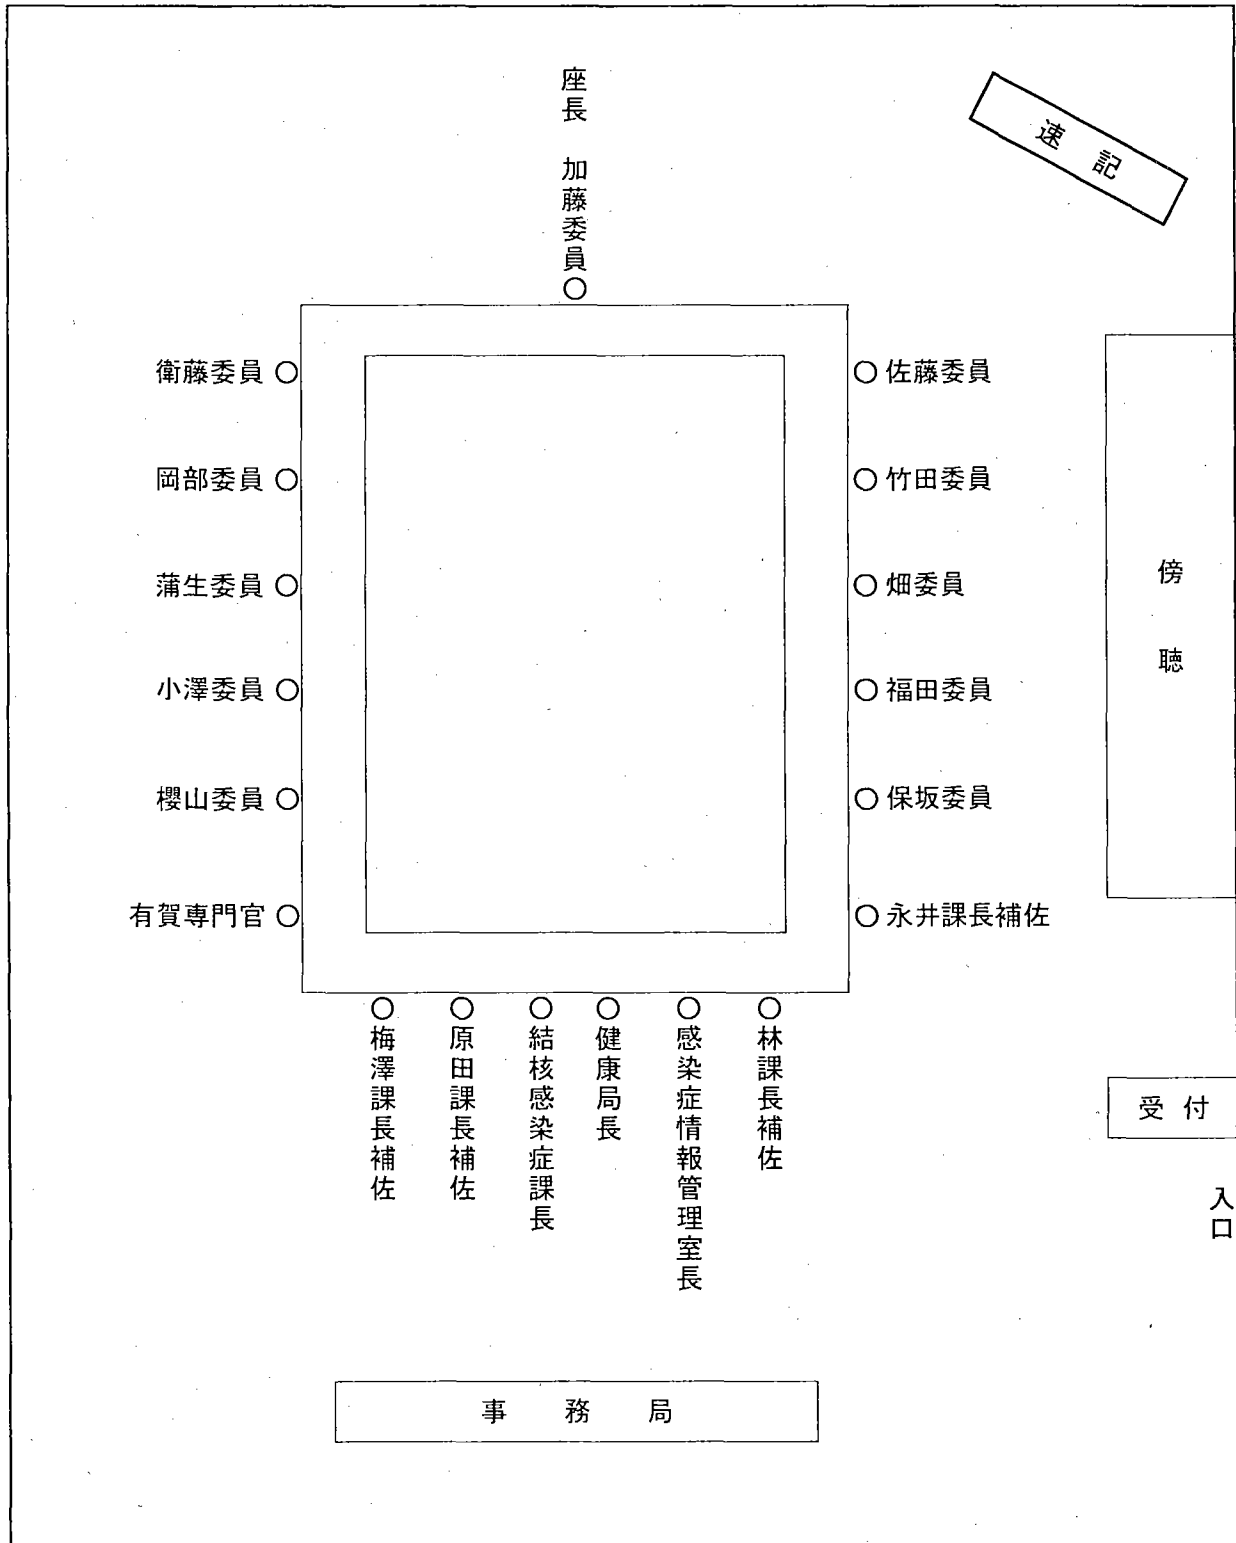 座長 加藤委員
速記
衛藤委員
岡部委員
蒲生委員
小澤委員
櫻山委員
有賀専門官
佐藤委員
竹田委員
畑委員
福田委員
保坂委員
永井課長補佐
傍聴
梅澤課長補佐
原田課長補佐
結核感染症課長
健康局長
感染症情報管理室長
林課長補佐
受付
入口
事務局